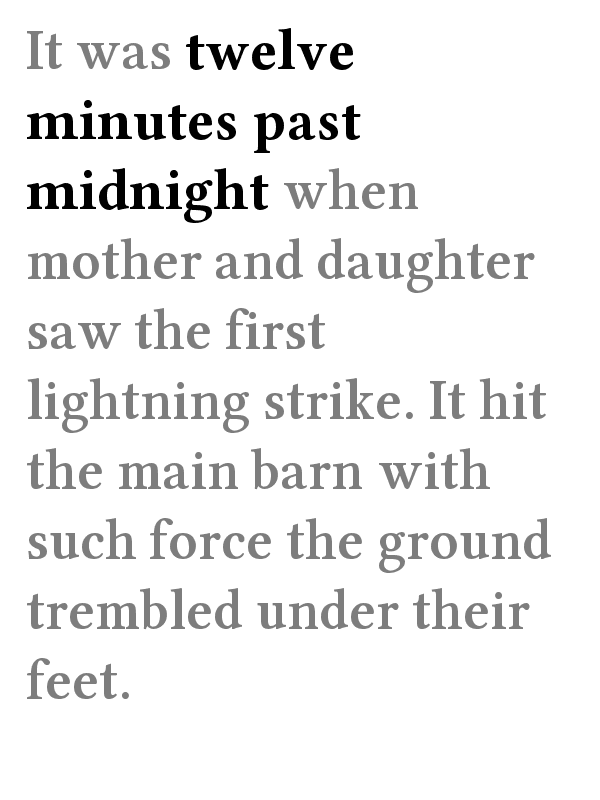 It was twelve
minutes past
midnight when
mother and daughter
saw the first
lightning strike. It hit
the main barn with
such force the ground
trembled under their
feet.